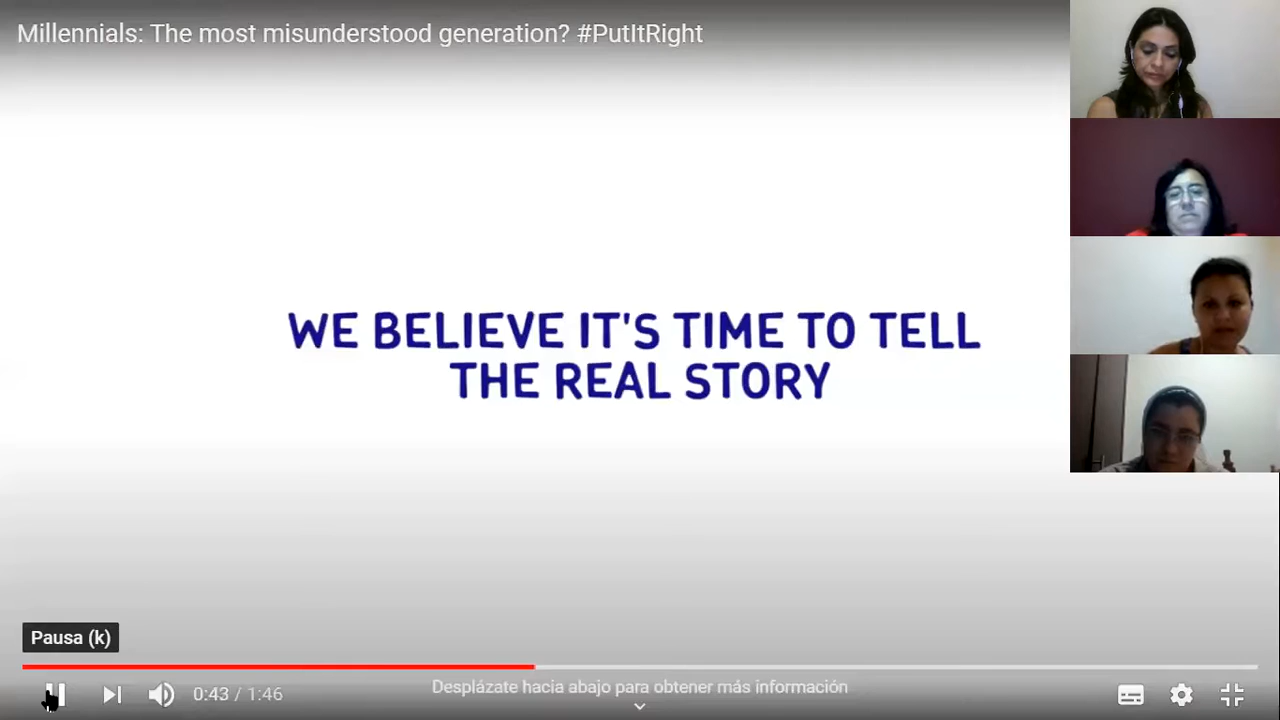 Millennials: The most misunderstood generation? #PutItRight
WE BELIEVE IT'S TIME TO TELL
THE REAL STORY
Pausa (k)
0:43 / 1:46
Desplázate hacia abajo para obtener más información